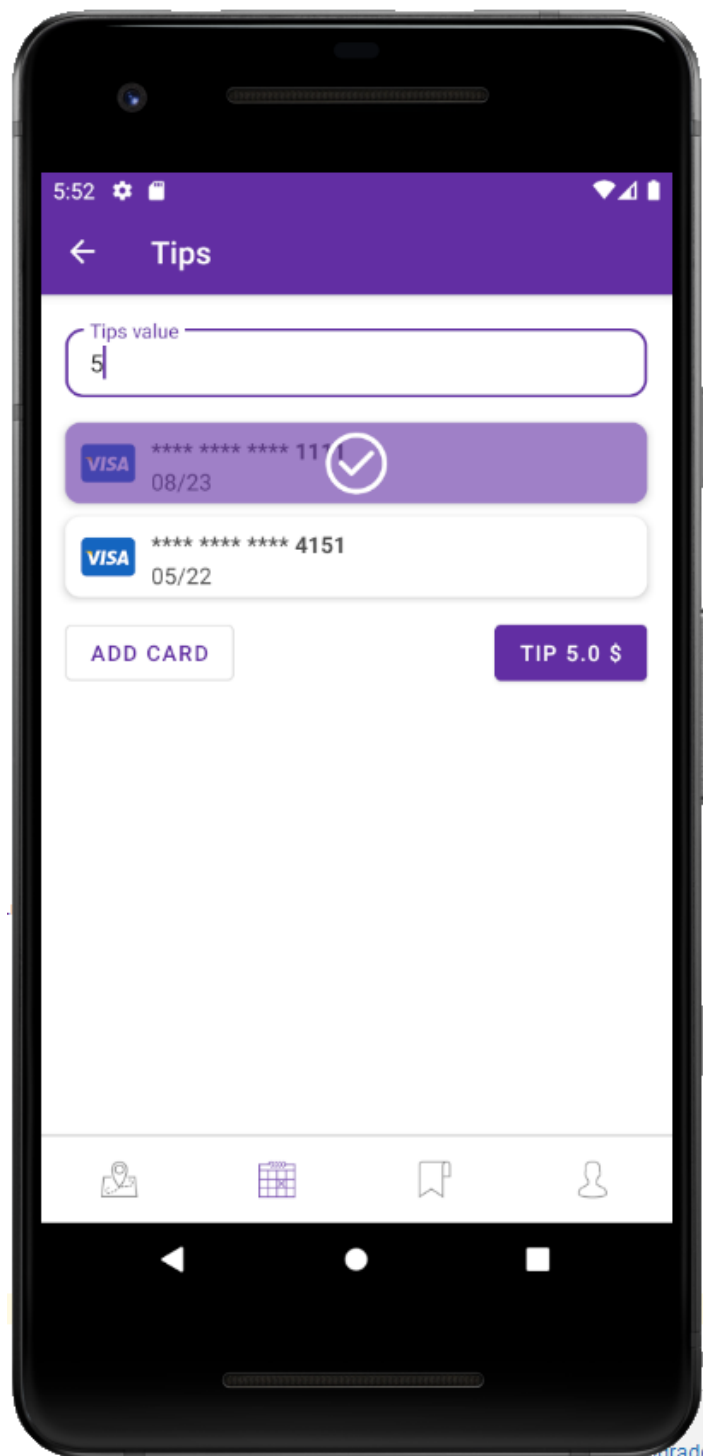 5:52
Tips
Tips value
5
VISA
**** **** **** 1111
08/23
VISA
**** **** **** 4151
05/22
ADD CARD
TIP 5.0 $